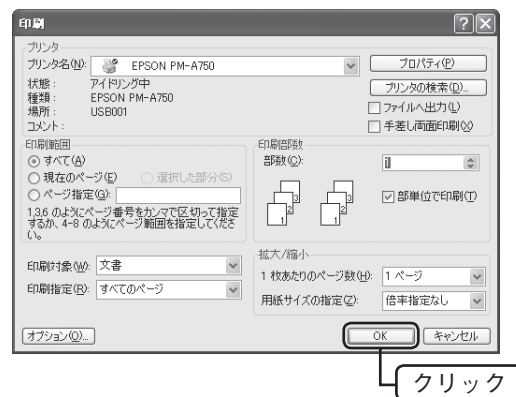 印刷
プリンタ
プリンタ名(N): EPSON PM-A750
プロパティ(P)
状態: アイドリング中
プリンタの検索(D)...
種類: EPSON PM-A750
場所: USB001
ファイルへ出力(L)
コメント:
手差し両面印刷(X)
印刷範囲
すべて(A)
現在のページ(E) 選択した部分(S)
ページ指定(G):
1,3,6 のようにページ番号をカンマで区切って指定
するか、4-8 のようにページ範囲を指定してくださ
い。
印刷部数
部数(C): 1
部単位で印刷(T)
1 2 3
1 2 3
印刷対象(W): 文書
印刷指定(R): すべてのページ
拡大/縮小
1 枚あたりのページ数(H): 1 ページ
用紙サイズの指定(Z): 倍率指定なし
オプション(O)...
OK
キャンセル
クリック